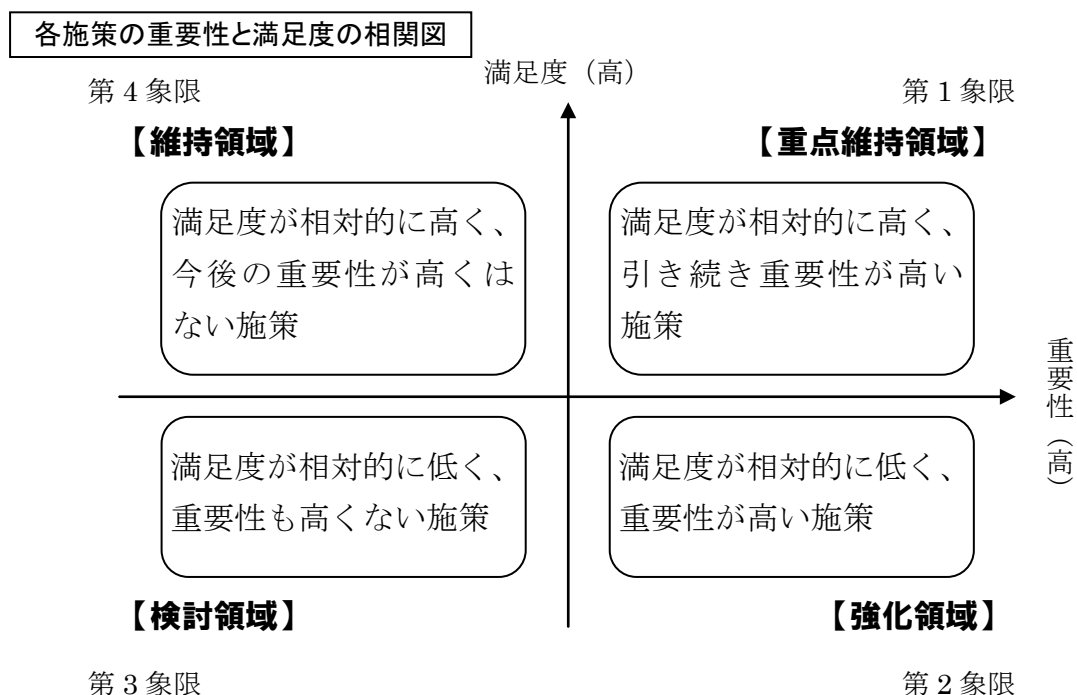 各施策の重要性と満足度の相関図
満足度（高）
第 4 象限
第 1 象限
【維持領域】
【重点維持領域】
満足度が相対的に高く、
今後の重要性が高くは
ない施策
満足度が相対的に高く、
引き続き重要性が高い
施策
重要性（高）
満足度が相対的に低く、
重要性も高くない施策
満足度が相対的に低く、
重要性が高い施策
【検討領域】
【強化領域】
第 3 象限
第 2 象限